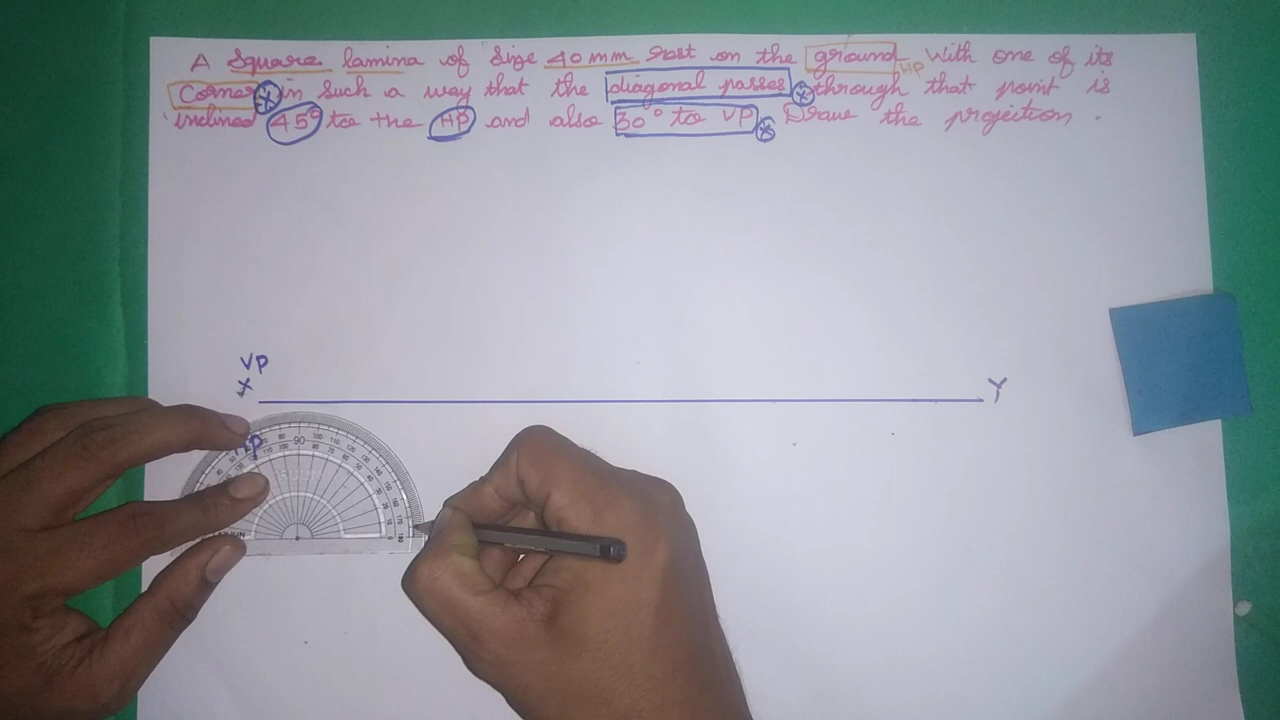 A Square lamina of Size 40 mm rest on the ground HP With one of its
Corner in such a way that the diagonal passes through that point is
inclined 45° to the HP and also 30° to VP. Draw the projection.
VP
X Y
P
90